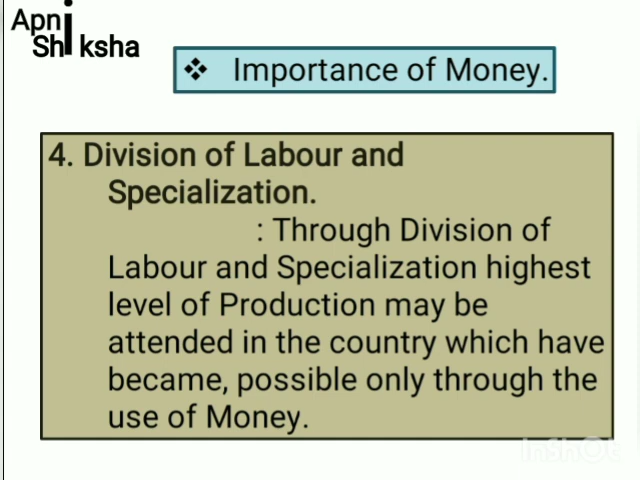 Apni
Shiksha
❖ Importance of Money.
4. Division of Labour and
Specialization.
: Through Division of
Labour and Specialization highest
level of Production may be
attended in the country which have
became, possible only through the
use of Money.
InShOt